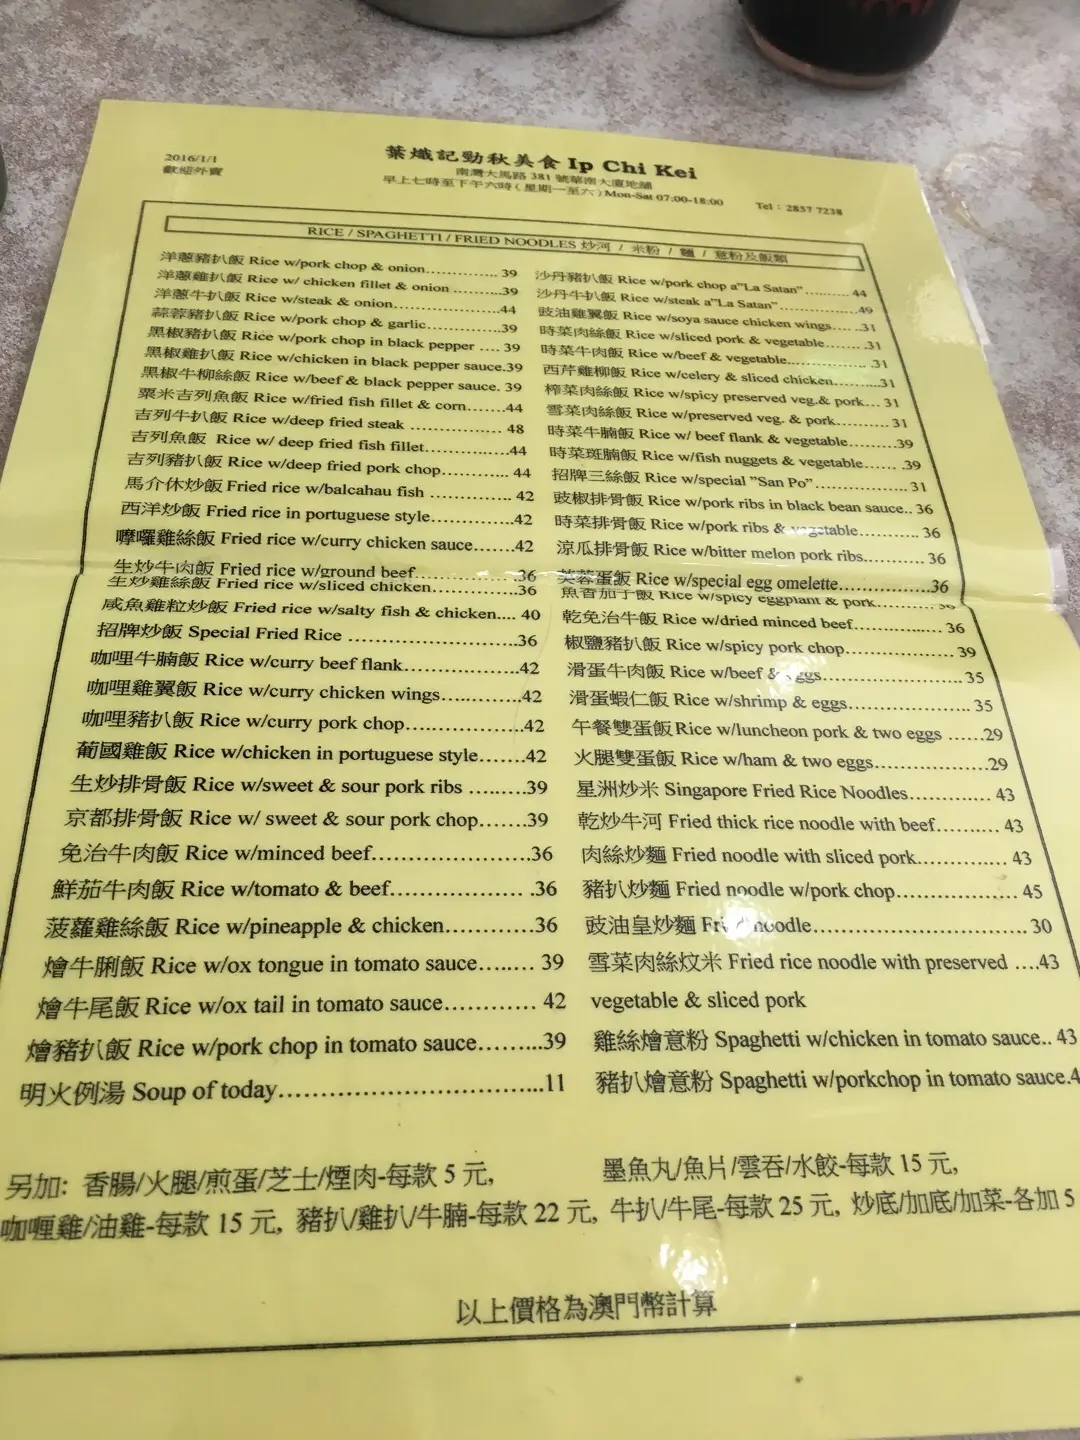 2016/1/1
歡迎外賣
葉熾記勁秋美食 Ip Chi Kei
南灣大馬路 381 號華南大廈地舖
早上七時至下午六時 ( 星期一至六 ) Mon-Sat 07:00-18:00
Tel : 2857 7238
RICE / SPAGHETTI / FRIED NOODLES 炒河 / 米粉 / 麵 / 意粉及飯類
洋蔥豬扒飯 Rice w/pork chop & onion............... 39
洋蔥雞扒飯 Rice w/ chicken fillet & onion ..........39
洋蔥牛扒飯 Rice w/steak & onion.....................44
蒜蓉豬扒飯 Rice w/pork chop & garlic...............39
黑椒豬扒飯 Rice w/pork chop in black pepper .... 39
黑椒雞扒飯 Rice w/chicken in black pepper sauce.39
黑椒牛柳絲飯 Rice w/beef & black pepper sauce. 39
粟米吉列魚飯 Rice w/fried fish fillet & corn.......44
吉列牛扒飯 Rice w/deep fried steak .................. 48
吉列魚飯 Rice w/ deep fried fish fillet...............44
吉列豬扒飯 Rice w/deep fried pork chop............ 44
馬介休炒飯 Fried rice w/balcahau fish ............... 42
西洋炒飯 Fried rice in portuguese style...............42
嚤囉雞絲飯 Fried rice w/curry chicken sauce.......42
生炒牛肉飯 Fried rice w/ground beef..................36
生炒雞絲飯 Fried rice w/sliced chicken...............36
咸魚雞粒炒飯 Fried rice w/salty fish & chicken.... 40
招牌炒飯 Special Fried Rice ...........................36
咖哩牛腩飯 Rice w/curry beef flank..................42
咖哩雞翼飯 Rice w/curry chicken wings.............42
咖哩豬扒飯 Rice w/curry pork chop..................42
葡國雞飯 Rice w/chicken in portuguese style.......42
生炒排骨飯 Rice w/sweet & sour pork ribs .........39
京都排骨飯 Rice w/ sweet & sour pork chop.......39
免治牛肉飯 Rice w/minced beef........................36
鮮茄牛肉飯 Rice w/tomato & beef.................... .36
菠蘿雞絲飯 Rice w/pineapple & chicken.............36
燴牛脷飯 Rice w/ox tongue in tomato sauce........ 39
燴牛尾飯 Rice w/ox tail in tomato sauce............ 42
燴豬扒飯 Rice w/pork chop in tomato sauce.........39
明火例湯 Soup of today.................................11
沙丹豬扒飯 Rice w/pork chop a"La Satan".......... 44
沙丹牛扒飯 Rice w/steak a"La Satan"...............49
豉油雞翼飯 Rice w/soya sauce chicken wings......31
時菜肉絲飯 Rice w/sliced pork & vegetable.........31
時菜牛肉飯 Rice w/beef & vegetable.................. .31
西芹雞柳飯 Rice w/celery & sliced chicken..........31
榨菜肉絲飯 Rice w/spicy preserved veg.& pork... 31
雪菜肉絲飯 Rice w/preserved veg. & pork............31
時菜牛腩飯 Rice w/ beef flank & vegetable..........39
時菜斑腩飯 Rice w/fish nuggets & vegetable...... .39
招牌三絲飯 Rice w/special "San Po"..................31
豉椒排骨飯 Rice w/pork ribs in black bean sauce.. 36
時菜排骨飯 Rice w/pork ribs & vegetable............ 36
涼瓜排骨飯 Rice w/bitter melon pork ribs............ 36
芙蓉蛋飯 Rice w/special egg omelette.................36
魚香茄子飯 Rice w/spicy eggplant & pork............ 36
乾免治牛飯 Rice w/dried minced beef................ 36
椒鹽豬扒飯 Rice w/spicy pork chop................... 39
滑蛋牛肉飯 Rice w/beef & eggs........................35
滑蛋蝦仁飯 Rice w/shrimp & eggs..................... 35
午餐雙蛋飯 Rice w/luncheon pork & two eggs ......29
火腿雙蛋飯 Rice w/ham & two eggs...................29
星洲炒米 Singapore Fried Rice Noodles............ 43
乾炒牛河 Fried thick rice noodle with beef.......... 43
肉絲炒麵 Fried noodle with sliced pork............... 43
豬扒炒麵 Fried noodle w/pork chop.................. 45
豉油皇炒麵 Fried noodle.................................30
雪菜肉絲炆米 Fried rice noodle with preserved ....43
vegetable & sliced pork
雞絲燴意粉 Spaghetti w/chicken in tomato sauce.. 43
豬扒燴意粉 Spaghetti w/porkchop in tomato sauce.4
另加: 香腸/火腿/煎蛋/芝士/煙肉-每款 5 元, 墨魚丸/魚片/雲吞/水餃-每款 15 元,
咖喱雞/油雞-每款 15 元, 豬扒/雞扒/牛腩-每款 22 元, 牛扒/牛尾-每款 25 元, 炒底/加底/加菜-各加 5
以上價格為澳門幣計算